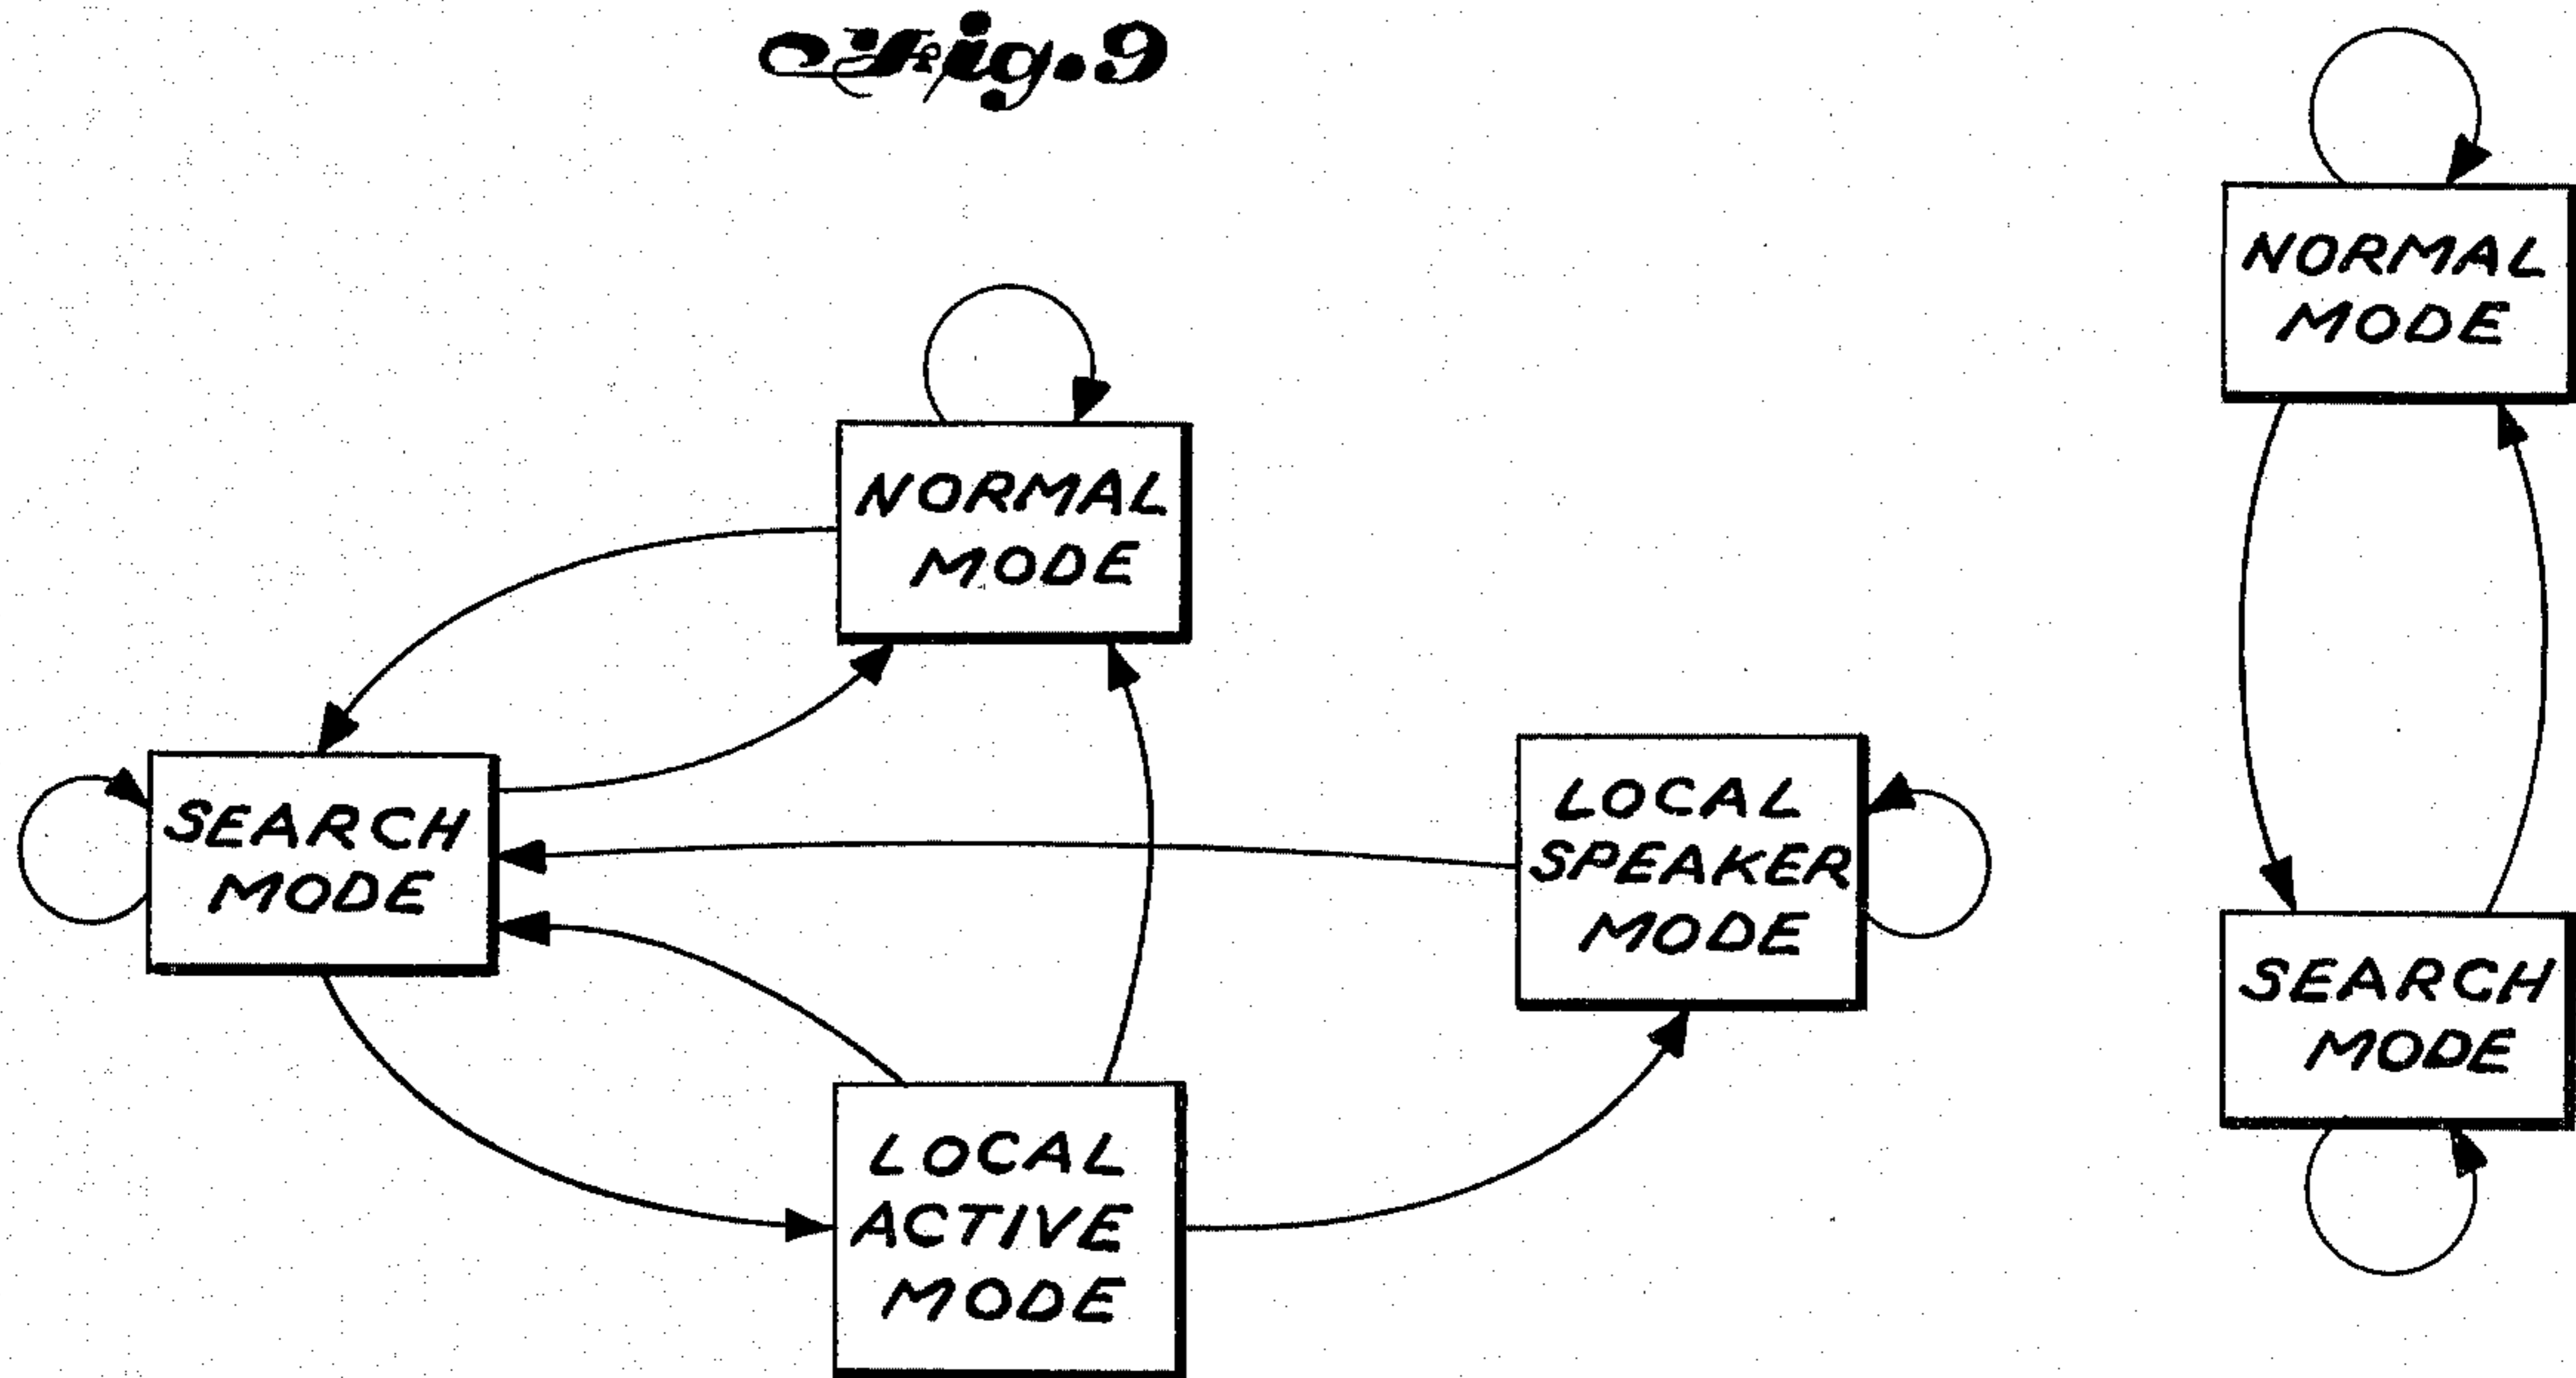 Fig. 9
NORMAL
MODE
SEARCH
MODE
LOCAL
SPEAKER
MODE
LOCAL
ACTIVE
MODE
NORMAL
MODE
SEARCH
MODE